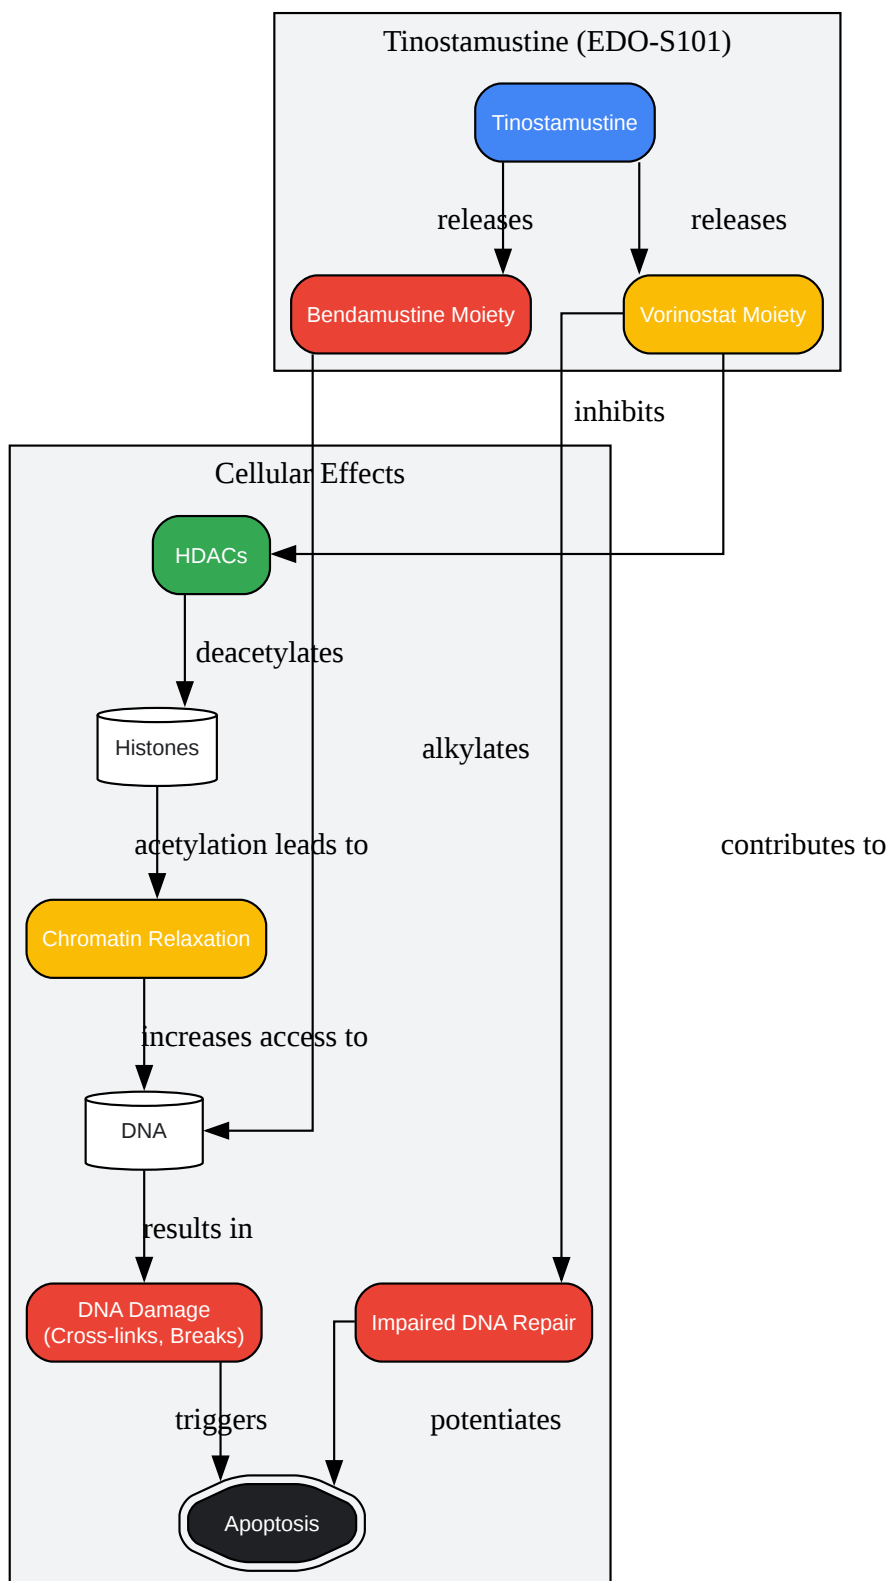 Tinostamustine (EDO-S101)
Tinostamustine
releases
releases
Bendamustine Moiety
Vorinostat Moiety
inhibits
Cellular Effects
HDACs
deacetylates
Histones
alkylates
acetylation leads to
contributes to
Chromatin Relaxation
increases access to
DNA
results in
DNA Damage
(Cross-links, Breaks)
Impaired DNA Repair
triggers
potentiates
Apoptosis